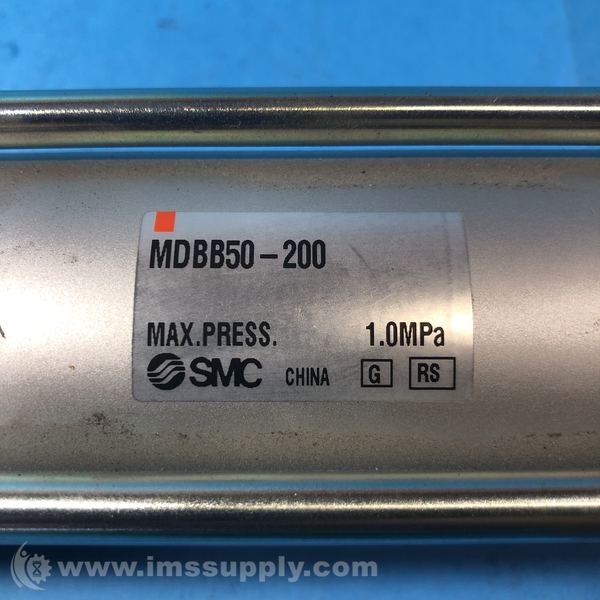 MDBB50-200
MAX.PRESS. 1.0MPa
SMC CHINA G RS
www.imssupply.com